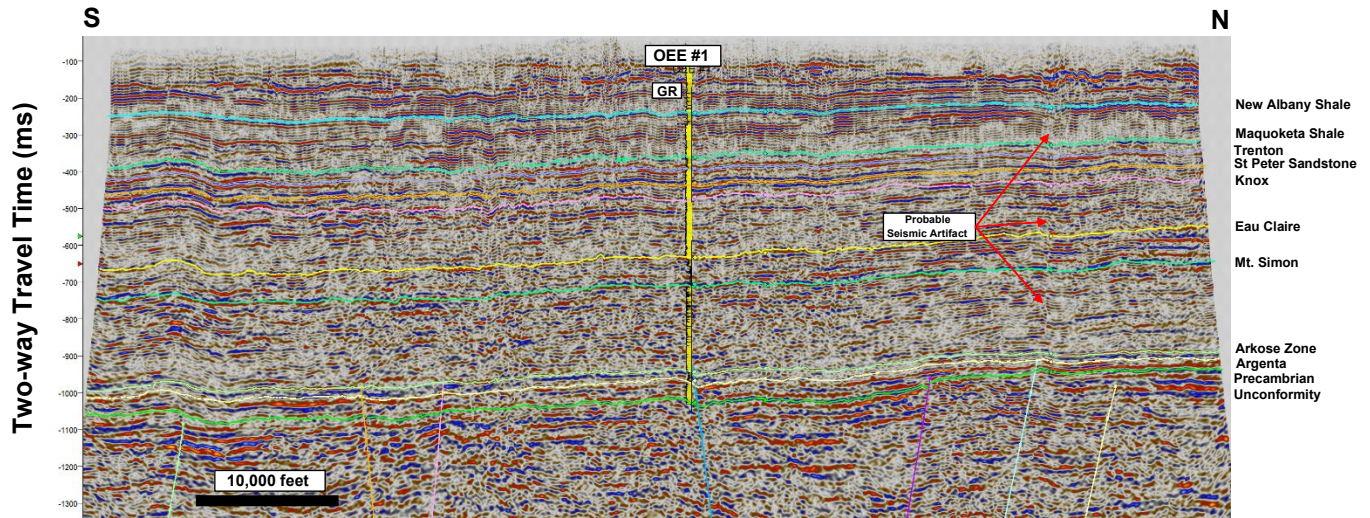 S
N
OEE #1
GR
Two-way Travel Time (ms)
-100
-200
-300
-400
-500
-600
-700
-800
-900
-1000
-1100
-1200
-1300
New Albany Shale
Maquoketa Shale
Trenton
St Peter Sandstone
Knox
Probable
Seismic Artifact
Eau Claire
Mt. Simon
Arkose Zone
Argenta
Precambrian
Unconformity
10,000 feet